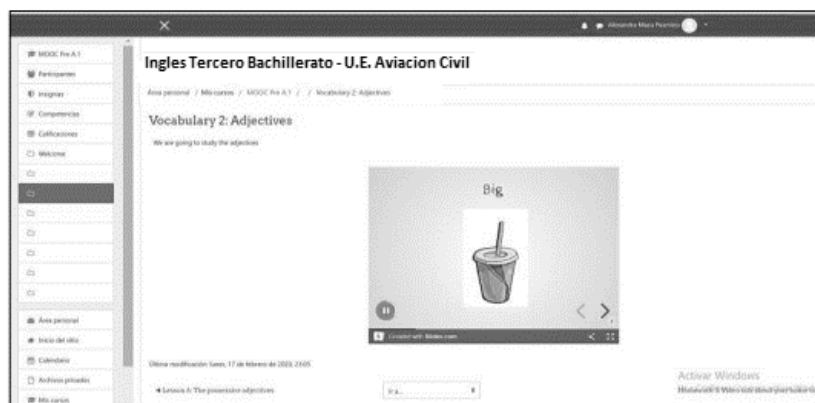 Alexandra Maza
MOOC Pre A.1
Participantes
Insignias
Competencias
Calificaciones
Welcome
Área personal
Inicio del sitio
Calendario
Archivos privados
Mis cursos
Ingles Tercero Bachillerato - U.E. Aviacion Civil
Área personal / Mis cursos / MOOC Pre A.1 / / Vocabulary 2: Adjectives
Vocabulary 2: Adjectives
We are going to study the adjectives
Big
Created with Slides.com
Última modificación: lunes, 17 de febrero de 2020, 23:05
◄ Lesson A: The possessive adjectives
Ir a...
Activar Windows